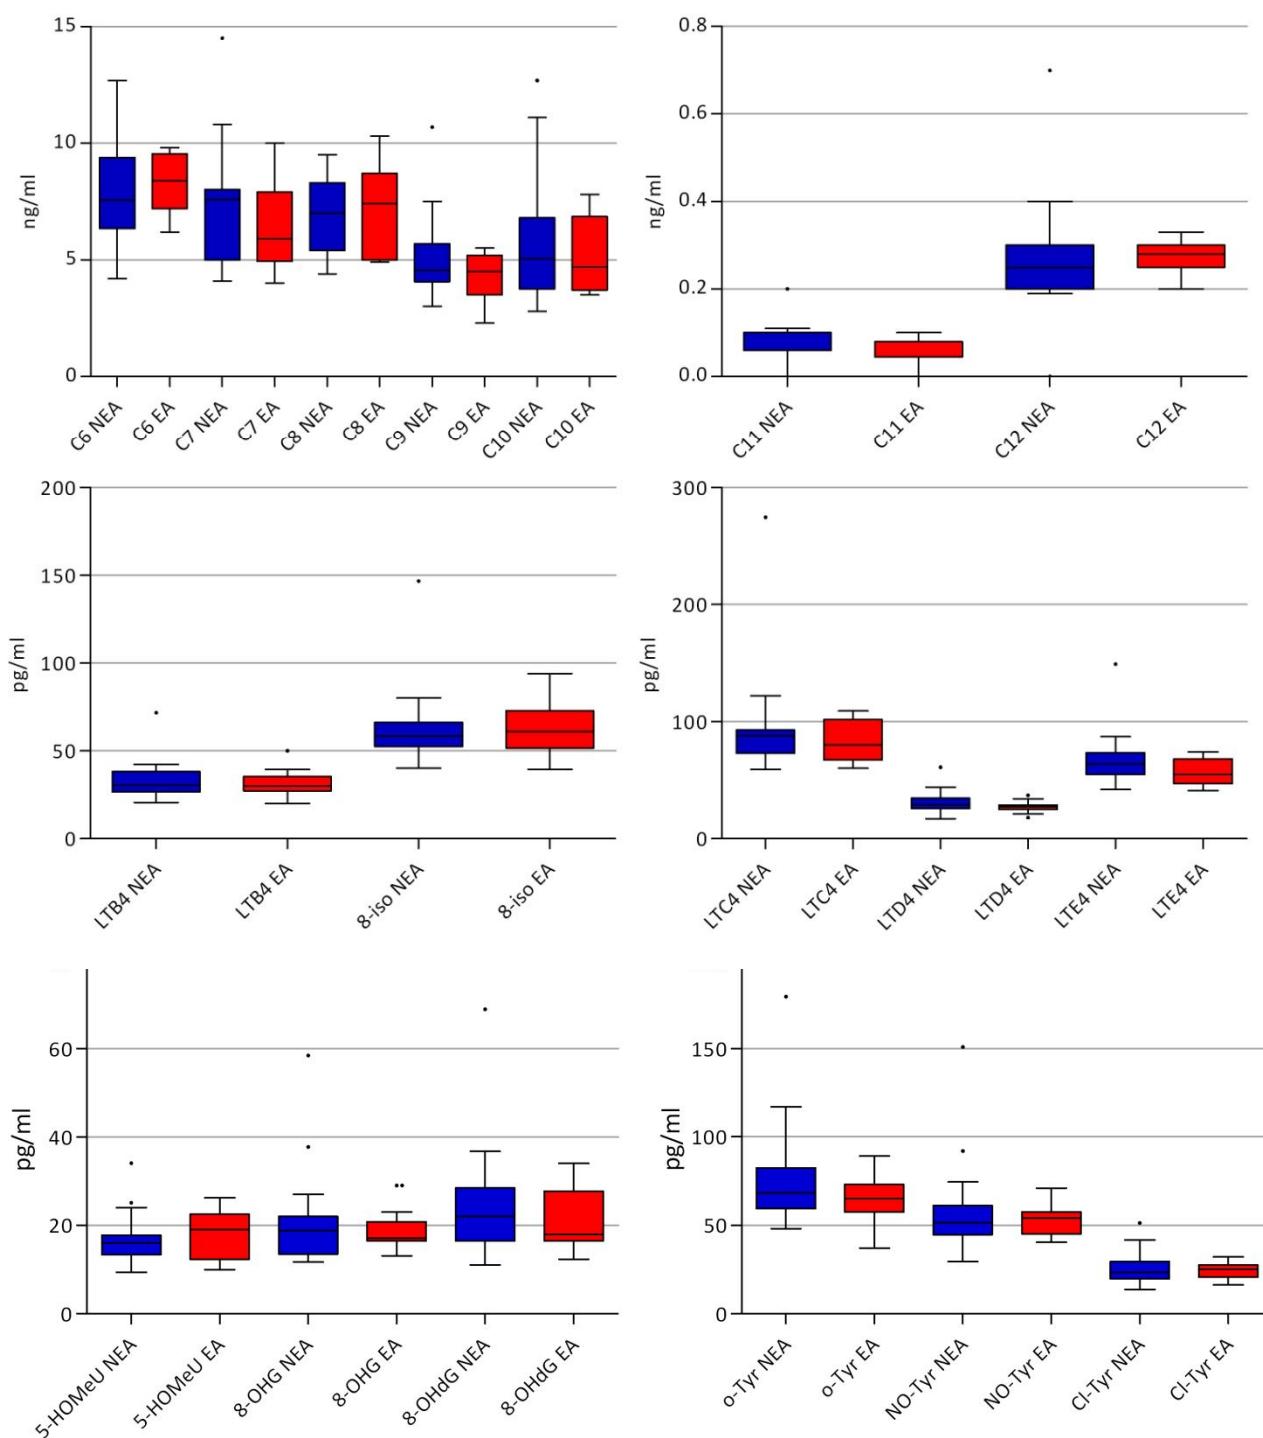 15
10
5
0
ng/ml
C6 NEA
C6 EA
C7 NEA
C7 EA
C8 NEA
C8 EA
C9 NEA
C9 EA
C10 NEA
C10 EA
0.8
0.6
0.4
0.2
0.0
ng/ml
C11 NEA
C11 EA
C12 NEA
C12 EA
200
150
100
50
0
pg/ml
LTB4 NEA
LTB4 EA
8-iso NEA
8-iso EA
300
200
100
0
pg/ml
LTC4 NEA
LTC4 EA
LTD4 NEA
LTD4 EA
LTE4 NEA
LTE4 EA
60
40
20
0
pg/ml
5-HOMeU NEA
5-HOMeU EA
8-OHG NEA
8-OHG EA
8-OHdG NEA
8-OHdG EA
150
100
50
0
pg/ml
o-Tyr NEA
o-Tyr EA
NO-Tyr NEA
NO-Tyr EA
Cl-Tyr NEA
Cl-Tyr EA